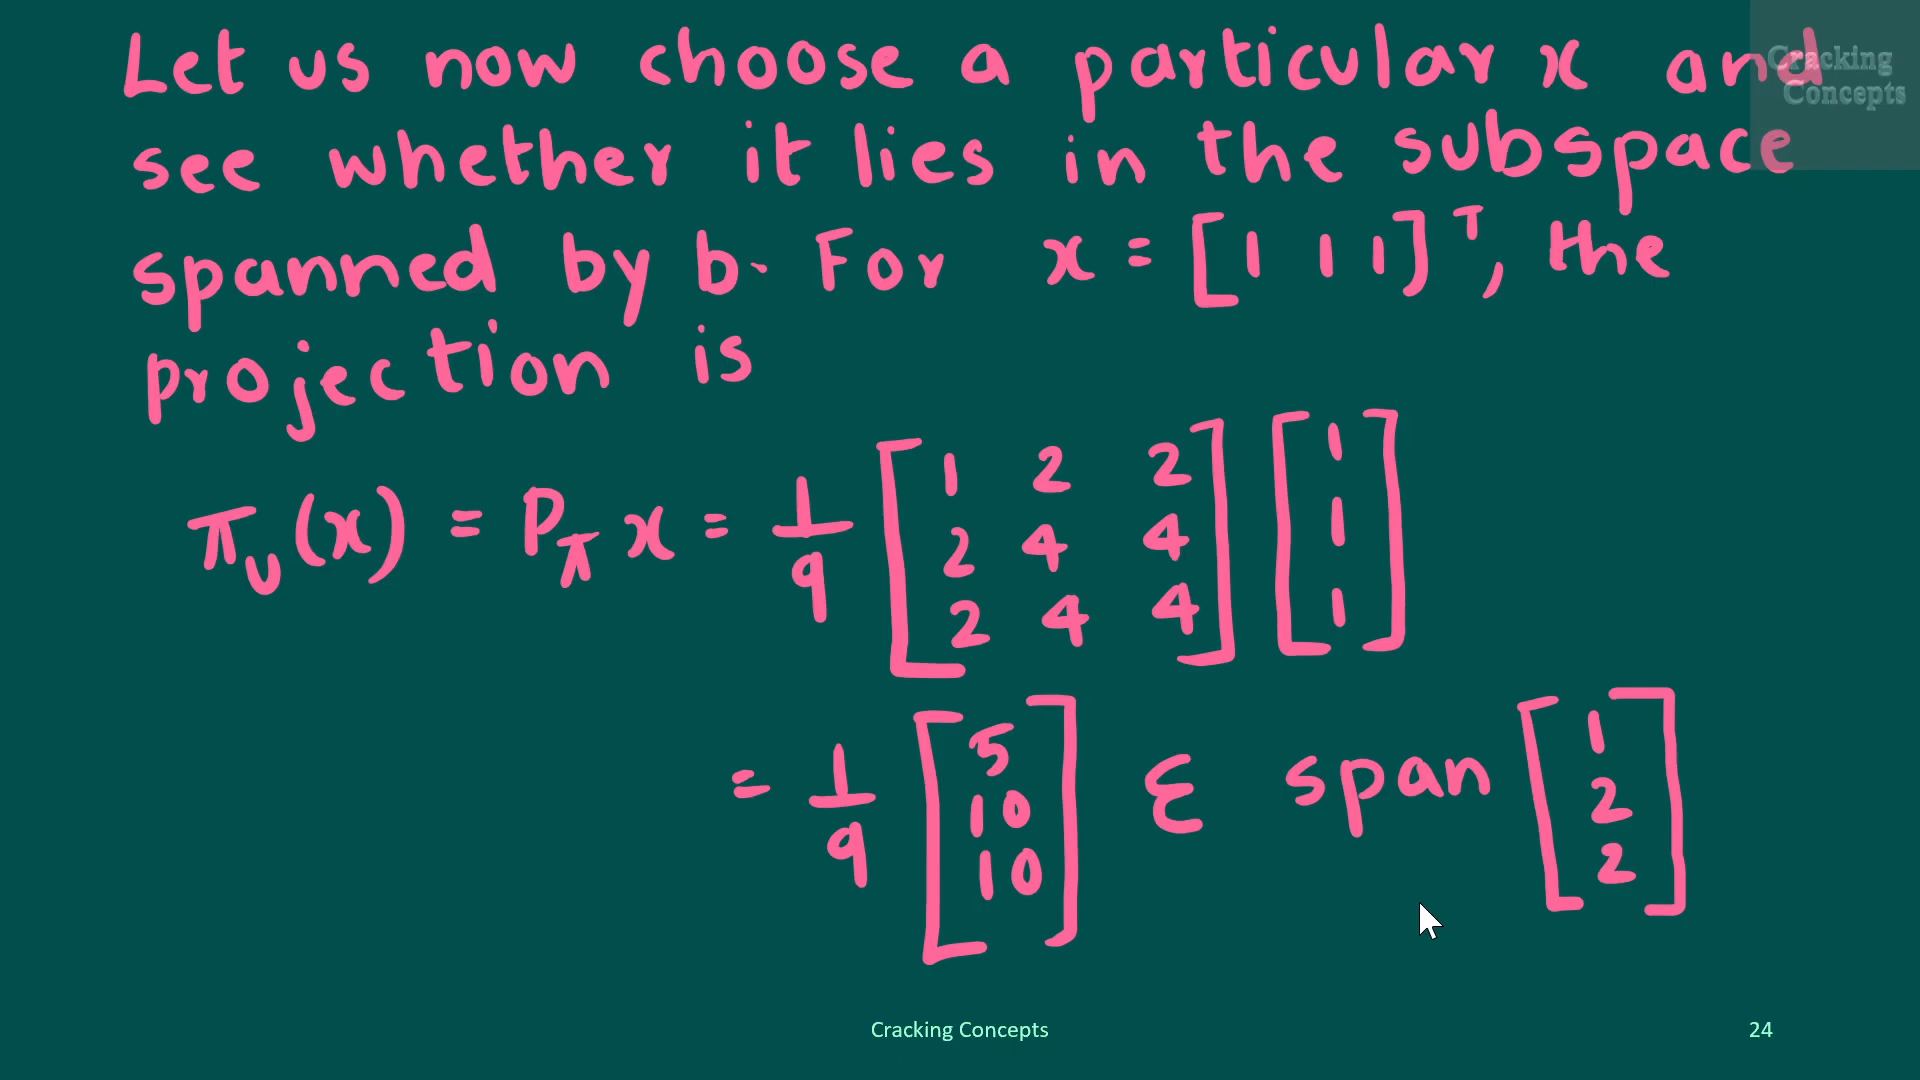 Let us now choose a particular x and
see whether it lies in the subspace
spanned by b. For x = [1 1 1]ᵀ, the
projection is
π_U(x) = P_π x = 1/9 [1 2 2; 2 4 4; 2 4 4] [1; 1; 1]
= 1/9 [5; 10; 10] ε span [1; 2; 2]
Cracking Concepts
Cracking Concepts 24